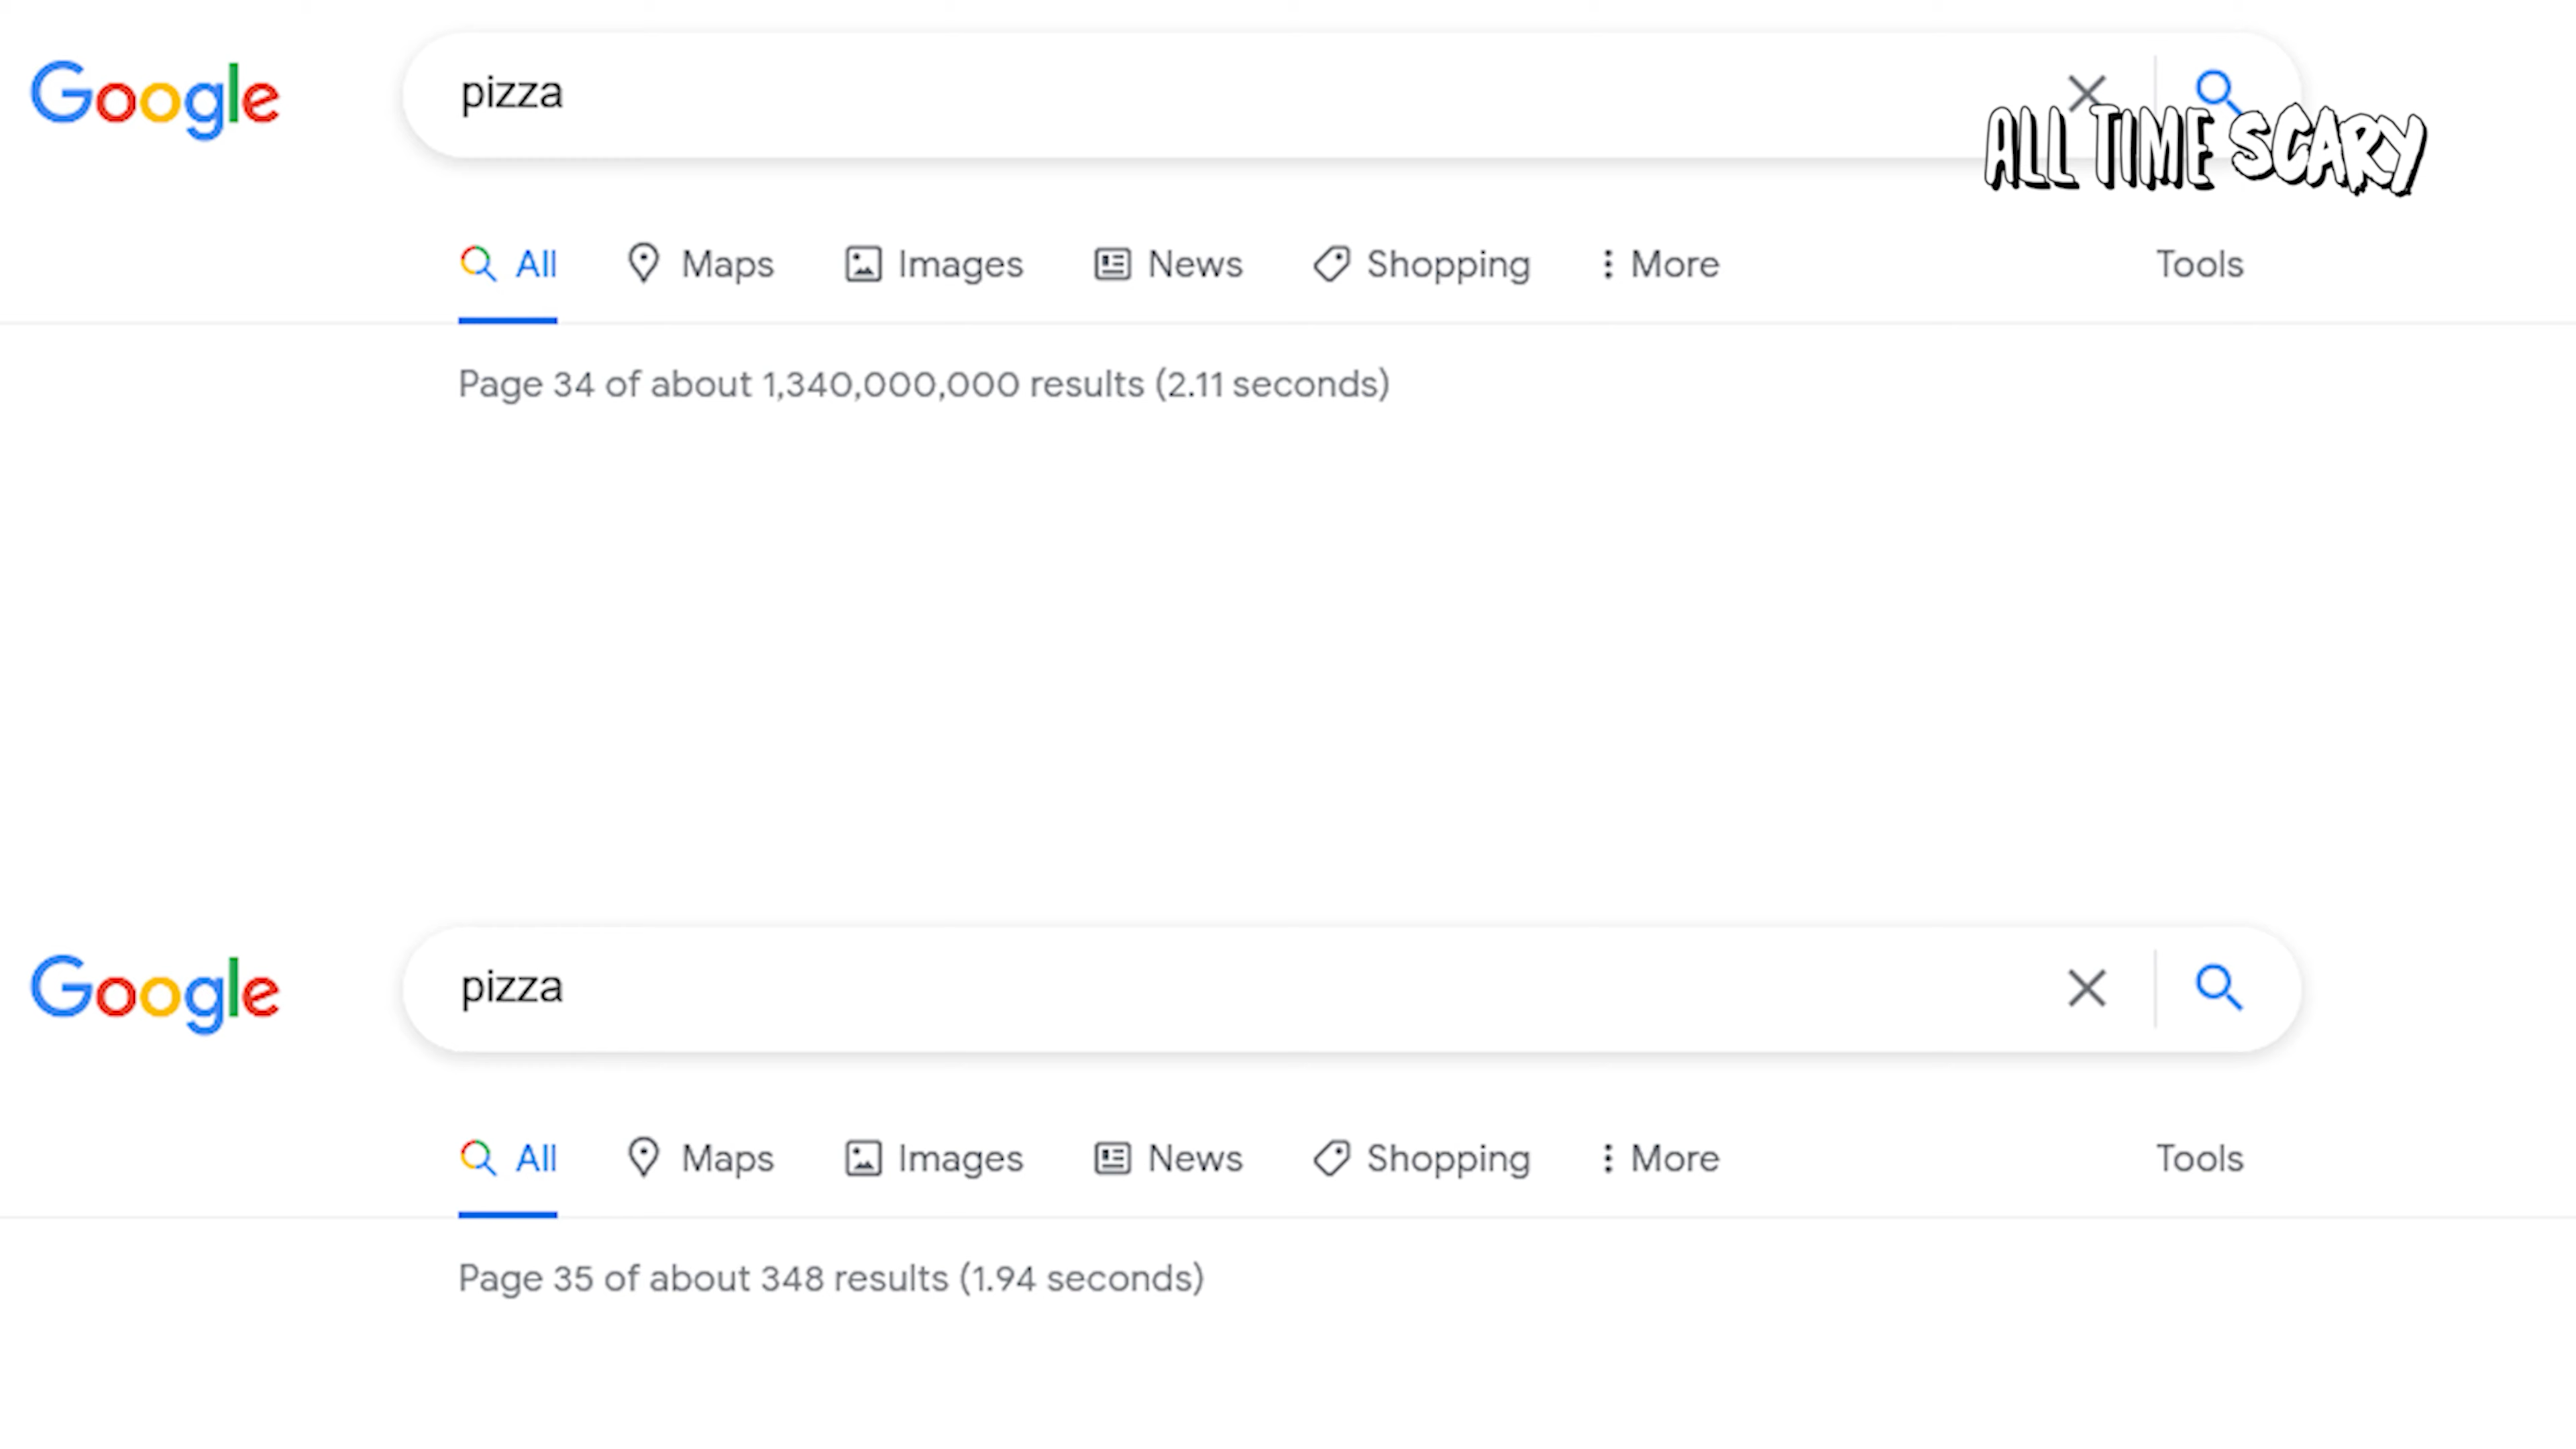 Google
pizza
ALL TIME SCARY
All Maps Images News Shopping More Tools
Page 34 of about 1,340,000,000 results (2.11 seconds)
Google
pizza
All Maps Images News Shopping More Tools
Page 35 of about 348 results (1.94 seconds)